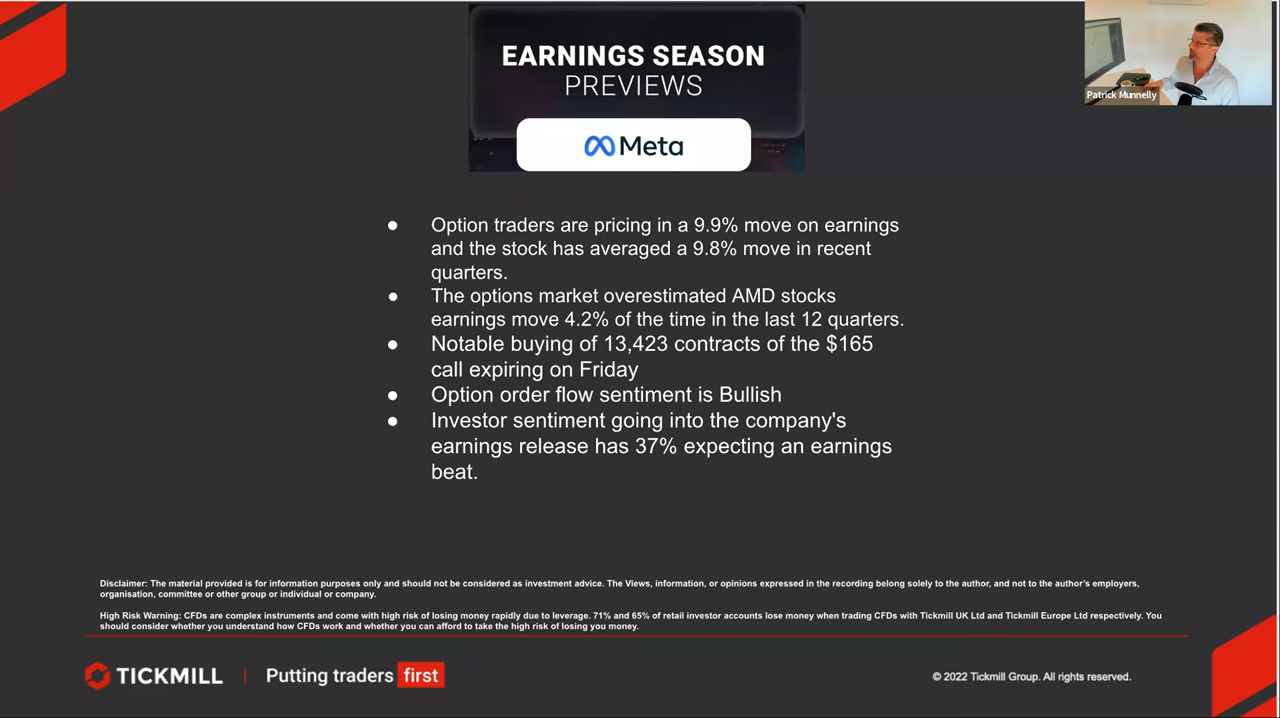 EARNINGS SEASON
PREVIEWS
Meta
Patrick Munnelly
● Option traders are pricing in a 9.9% move on earnings
and the stock has averaged a 9.8% move in recent
quarters.
● The options market overestimated AMD stocks
earnings move 4.2% of the time in the last 12 quarters.
● Notable buying of 13,423 contracts of the $165
call expiring on Friday
● Option order flow sentiment is Bullish
● Investor sentiment going into the company's
earnings release has 37% expecting an earnings
beat.
Disclaimer: The material provided is for information purposes only and should not be considered as investment advice. The Views, information, or opinions expressed in the recording belong solely to the author, and not to the author's employers,
organisation, committee or other group or individual or company.
High Risk Warning: CFDs are complex instruments and come with high risk of losing money rapidly due to leverage. 71% and 65% of retail investor accounts lose money when trading CFDs with Tickmill UK Ltd and Tickmill Europe Ltd respectively. You
should consider whether you understand how CFDs work and whether you can afford to take the high risk of losing you money.
TICKMILL | Putting traders first
© 2022 Tickmill Group. All rights reserved.